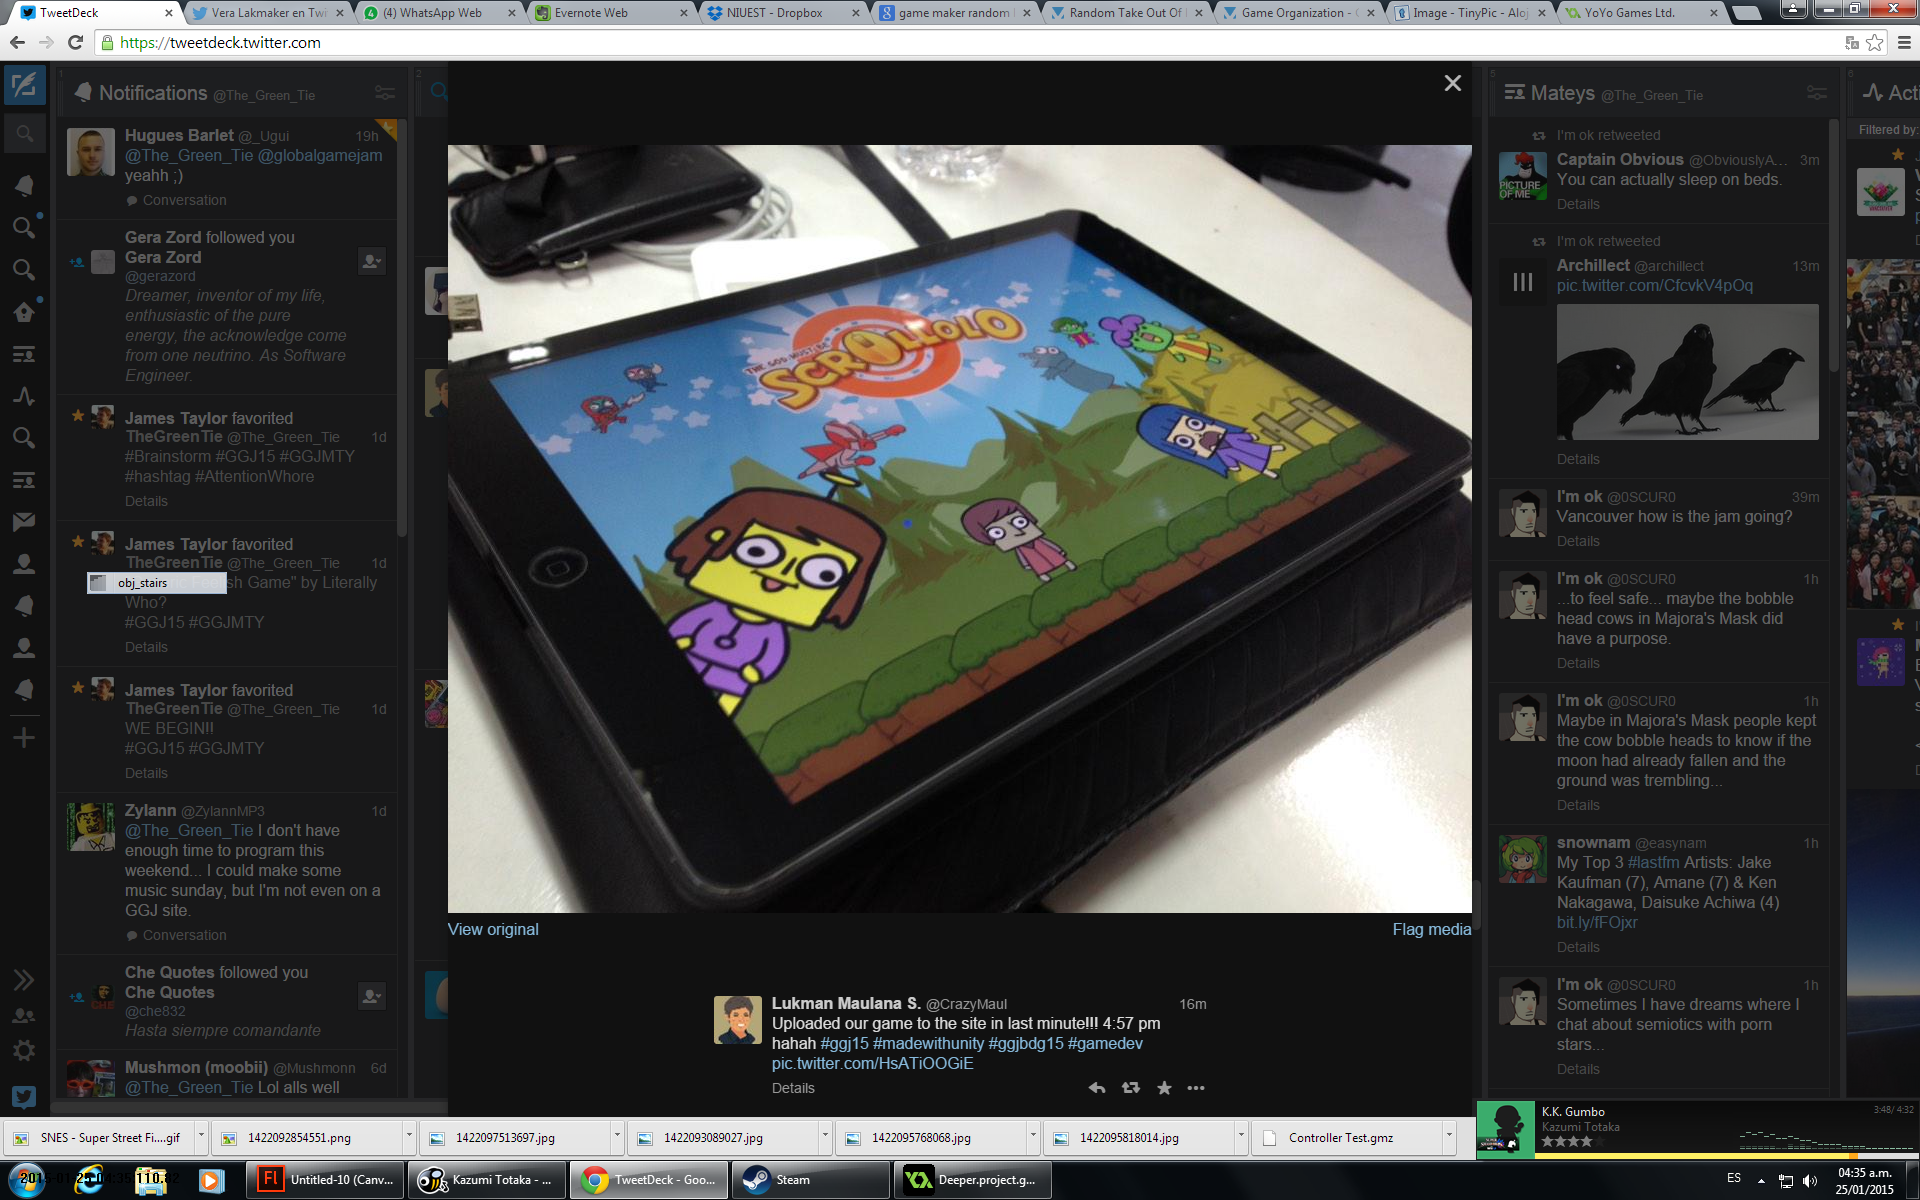 TweetDeck
Vera Lakmaker en Twi
(4) WhatsApp Web
Evernote Web
NIUEST - Dropbox
game maker random
Random Take Out Of
Game Organization -
Image - TinyPic - Aloj
YoYo Games Ltd.
https://tweetdeck.twitter.com
1
Notifications @The_Green_Tie
Hugues Barlet @_Ugui 19h
@The_Green_Tie @globalgamejam
yeahh ;)
Conversation
Gera Zord followed you
Gera Zord
@gerazord
Dreamer, inventor of my life,
enthusiastic of the pure
energy, the acknowledge come
from one neutrino. As Software
Engineer.
James Taylor favorited
TheGreenTie @The_Green_Tie 1d
#Brainstorm #GGJ15 #GGJMTY
#hashtag #AttentionWhore
Details
James Taylor favorited
TheGreenTie @The_Green_Tie 1d
obj_stairs
sh Game" by Literally
Who?
#GGJ15 #GGJMTY
Details
James Taylor favorited
TheGreenTie @The_Green_Tie 1d
WE BEGIN!!
#GGJ15 #GGJMTY
Details
Zylann @ZylannMP3 1d
@The_Green_Tie I don't have
enough time to program this
weekend... I could make some
music sunday, but I'm not even on a
GGJ site.
Conversation
Che Quotes followed you
Che Quotes
@che832
Hasta siempre comandante
Mushmon (moobii) @Mushmonn 6d
@The_Green_Tie Lol alls well
2
THE GOD MUST BE
SCROLLOLO
View original
Flag media
Lukman Maulana S. @CrazyMaul 16m
Uploaded our game to the site in last minute!!! 4:57 pm
hahah #ggj15 #madewithunity #ggjbdg15 #gamedev
pic.twitter.com/HsATiOOGiE
Details
5
Mateys @The_Green_Tie
I'm ok retweeted
PICTURE
OF ME
Captain Obvious @ObviouslyA... 3m
You can actually sleep on beds.
Details
I'm ok retweeted
Archillect @archillect 13m
pic.twitter.com/CfcvkV4pOq
Details
I'm ok @0SCUR0 39m
Vancouver how is the jam going?
Details
I'm ok @0SCUR0 1h
...to feel safe... maybe the bobble
head cows in Majora's Mask did
have a purpose.
Details
I'm ok @0SCUR0 1h
Maybe in Majora's Mask people kept
the cow bobble heads to know if the
moon had already fallen and the
ground was trembling...
Details
snownam @easynam 1h
My Top 3 #lastfm Artists: Jake
Kaufman (7), Amane (7) & Ken
Nakagawa, Daisuke Achiwa (4)
bit.ly/fFOjxr
Details
I'm ok @0SCUR0 1h
Sometimes I have dreams where I
chat about semiotics with porn
stars...
Details
6
Acti
Filtered by:
SNES - Super Street Fi....gif
1422092854551.png
1422097513697.jpg
1422093089027.jpg
1422095768068.jpg
1422095818014.jpg
Controller Test.gmz
K.K. Gumbo
Kazumi Totaka
3:48/ 4:32
Untitled-10 (Canv...
Kazumi Totaka - ...
TweetDeck - Goo...
Steam
Deeper.project.g...
ES
04:35 a.m.
25/01/2015